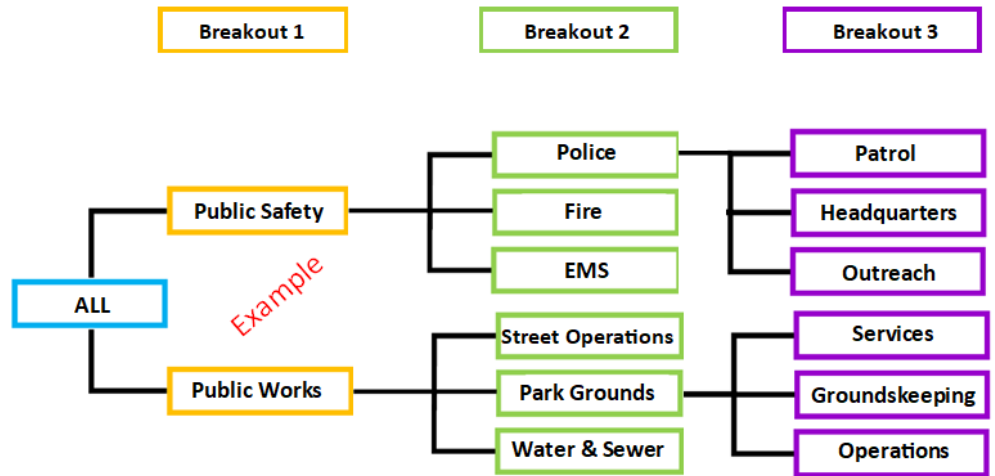 Breakout 1
Breakout 2
Breakout 3
Police
Patrol
Public Safety
Fire
Headquarters
EMS
Outreach
ALL
Example
Street Operations
Services
Public Works
Park Grounds
Groundskeeping
Water & Sewer
Operations